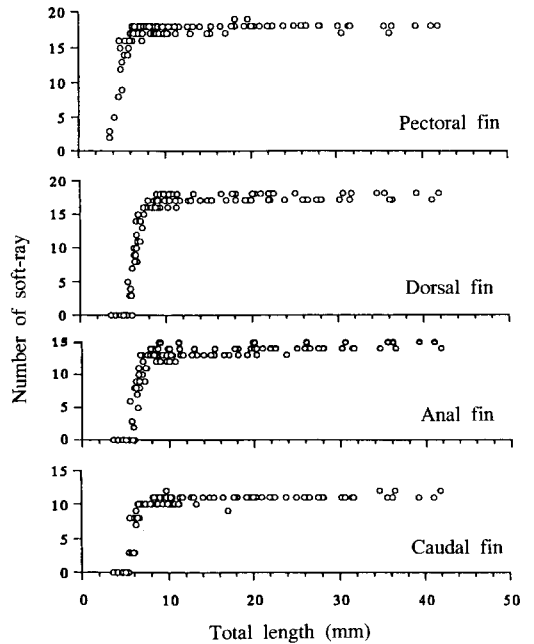 20
15
10
5
0
Pectoral fin
20
15
10
5
0
Dorsal fin
Number of soft-ray
15
10
5
0
Anal fin
15
10
5
0
Caudal fin
0 10 20 30 40 50
Total length (mm)